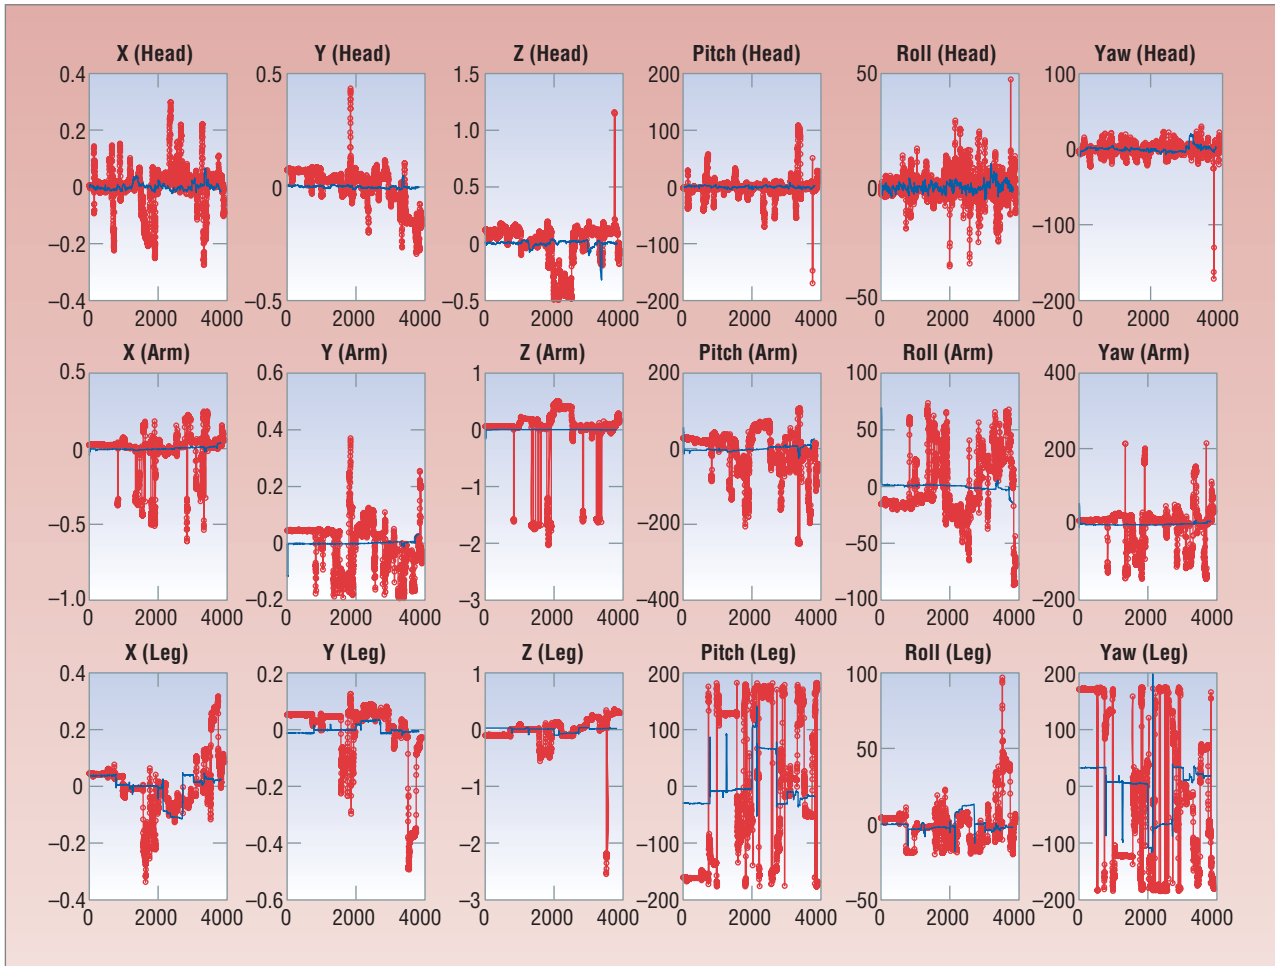 X (Head)
0.4
0.2
0
–0.2
–0.4
0 2000 4000
Y (Head)
0.5
0
–0.5
0 2000 4000
Z (Head)
1.5
1.0
0.5
0
–0.5
0 2000 4000
Pitch (Head)
200
100
0
–100
–200
0 2000 4000
Roll (Head)
50
0
–50
0 2000 4000
Yaw (Head)
100
0
–100
–200
0 2000 4000
X (Arm)
0.5
0
–0.5
–1.0
0 2000 4000
Y (Arm)
0.6
0.4
0.2
0
–0.2
0 2000 4000
Z (Arm)
1
0
–1
–2
–3
0 2000 4000
Pitch (Arm)
200
0
–200
–400
0 2000 4000
Roll (Arm)
100
50
0
–50
–100
0 2000 4000
Yaw (Arm)
400
200
0
–200
0 2000 4000
X (Leg)
0.4
0.2
0
–0.2
–0.4
0 2000 4000
Y (Leg)
0.2
0
–0.2
–0.4
–0.6
0 2000 4000
Z (Leg)
1
0
–1
–2
–3
0 2000 4000
Pitch (Leg)
200
100
0
–100
–200
0 2000 4000
Roll (Leg)
100
50
0
–50
0 2000 4000
Yaw (Leg)
200
100
0
–100
–200
0 2000 4000